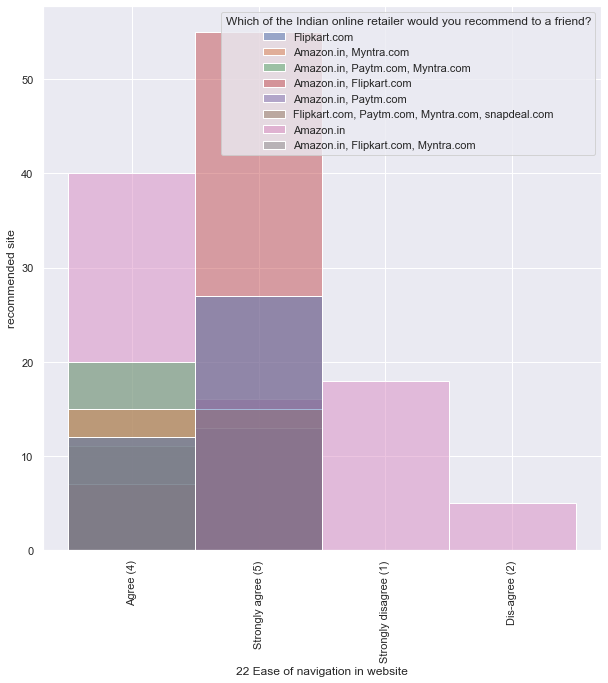 Which of the Indian online retailer would you recommend to a friend?
Flipkart.com
Amazon.in, Myntra.com
Amazon.in, Paytm.com, Myntra.com
Amazon.in, Flipkart.com
Amazon.in, Paytm.com
Flipkart.com, Paytm.com, Myntra.com, snapdeal.com
Amazon.in
Amazon.in, Flipkart.com, Myntra.com
recommended site
50
40
30
20
10
0
Agree (4)
Strongly agree (5)
Strongly disagree (1)
Dis-agree (2)
22 Ease of navigation in website